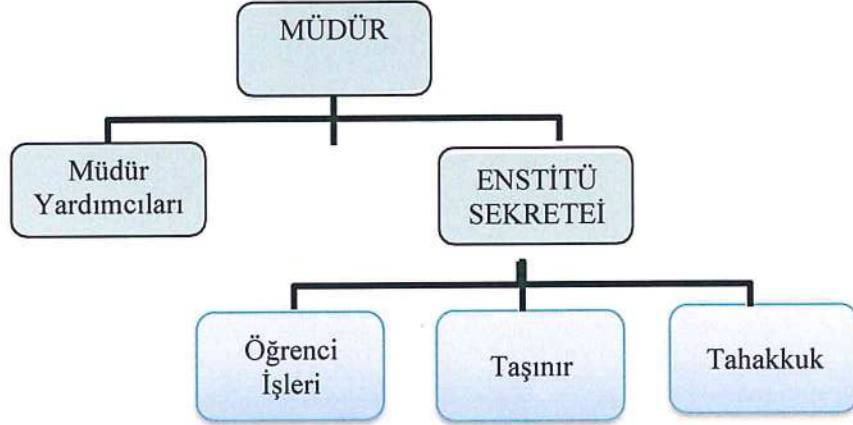 MÜDÜR
Müdür
Yardımcıları
ENSTİTÜ
SEKRETEİ
Öğrenci
İşleri
Taşınır
Tahakkuk